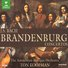 J.S. BACH
BRANDENBURG
CONCERTOS
The Amsterdam Baroque Orchestra
TON KOOPMAN